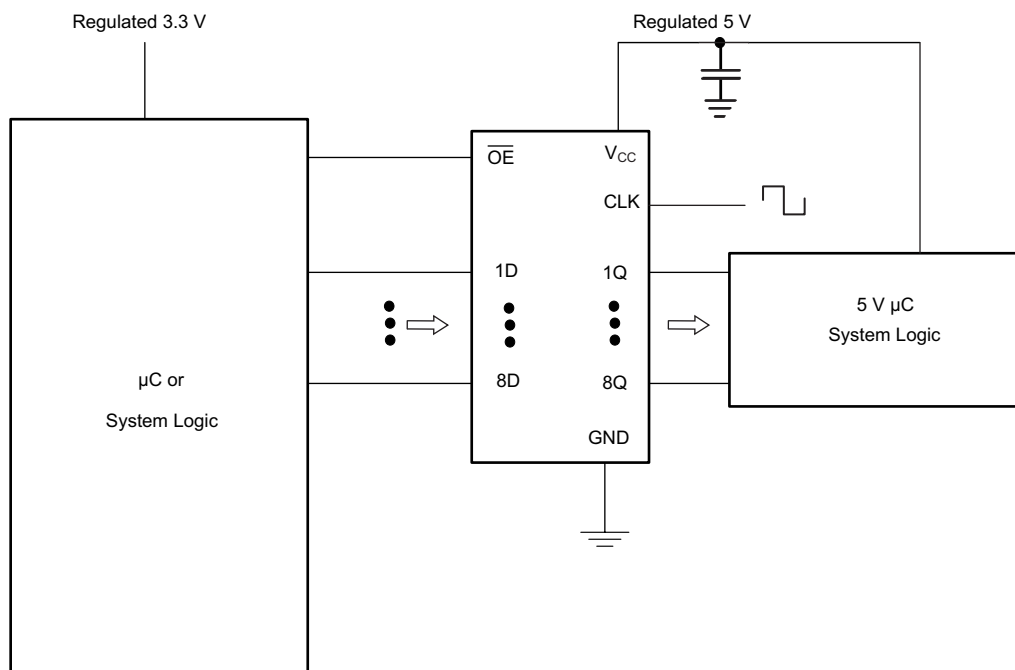 Regulated 3.3 V
Regulated 5 V
OE
VCC
CLK
1D
1Q
8D
8Q
GND
µC or
System Logic
5 V µC
System Logic